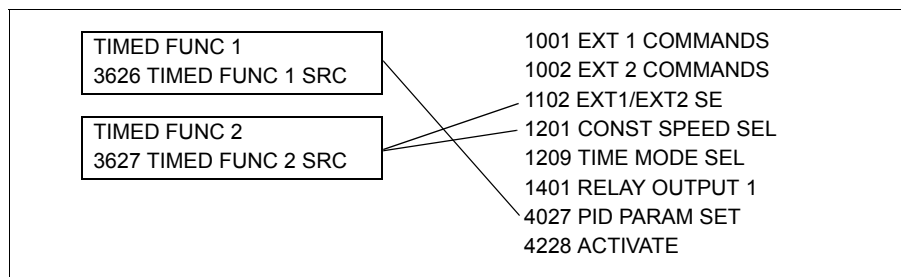 TIMED FUNC 1
3626 TIMED FUNC 1 SRC
TIMED FUNC 2
3627 TIMED FUNC 2 SRC
1001 EXT 1 COMMANDS
1002 EXT 2 COMMANDS
1102 EXT1/EXT2 SE
1201 CONST SPEED SEL
1209 TIME MODE SEL
1401 RELAY OUTPUT 1
4027 PID PARAM SET
4228 ACTIVATE